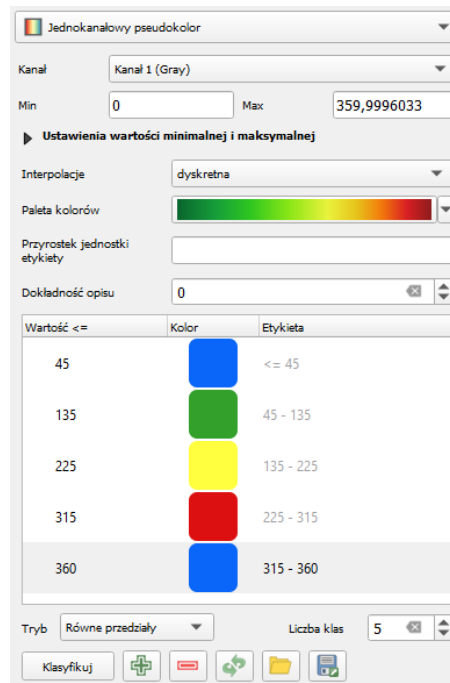 Jednokanałowy pseudokolor
Kanał Kanał 1 (Gray)
Min 0 Max 359,9996033
Ustawienia wartości minimalnej i maksymalnej
Interpolacje dyskretna
Paleta kolorów
Przyrostek jednostki
etykiety
Dokładność opisu 0
Wartość <= Kolor Etykieta
45 <= 45
135 45 - 135
225 135 - 225
315 225 - 315
360 315 - 360
Tryb Równe przedziały Liczba klas 5
Klasyfikuj